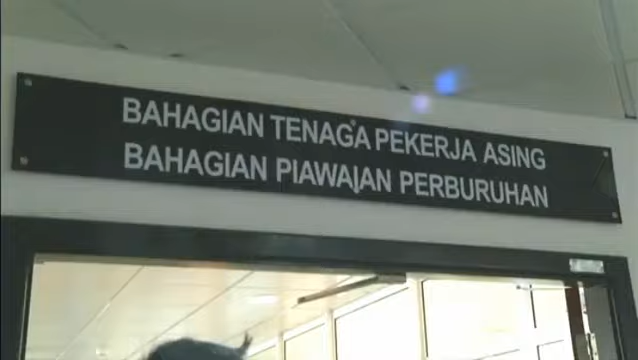 BAHAGIAN TENAGA PEKERJA ASING
BAHAGIAN PIAWAIAN PERBURUHAN